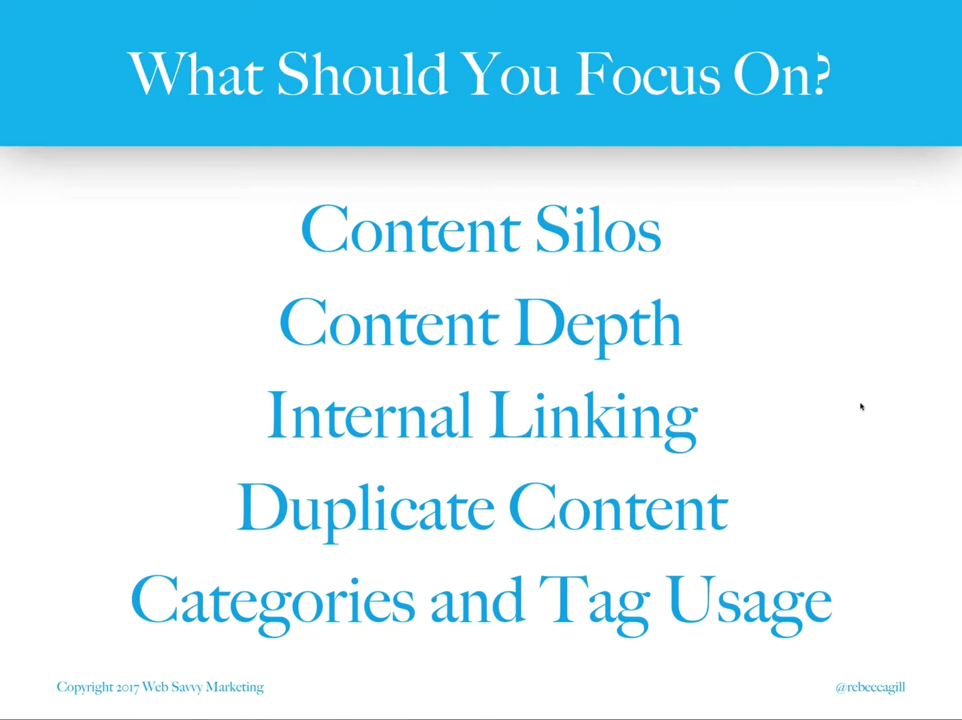 What Should You Focus On?
Content Silos
Content Depth
Internal Linking
Duplicate Content
Categories and Tag Usage
Copyright 2017 Web Savvy Marketing
@rebeccagill